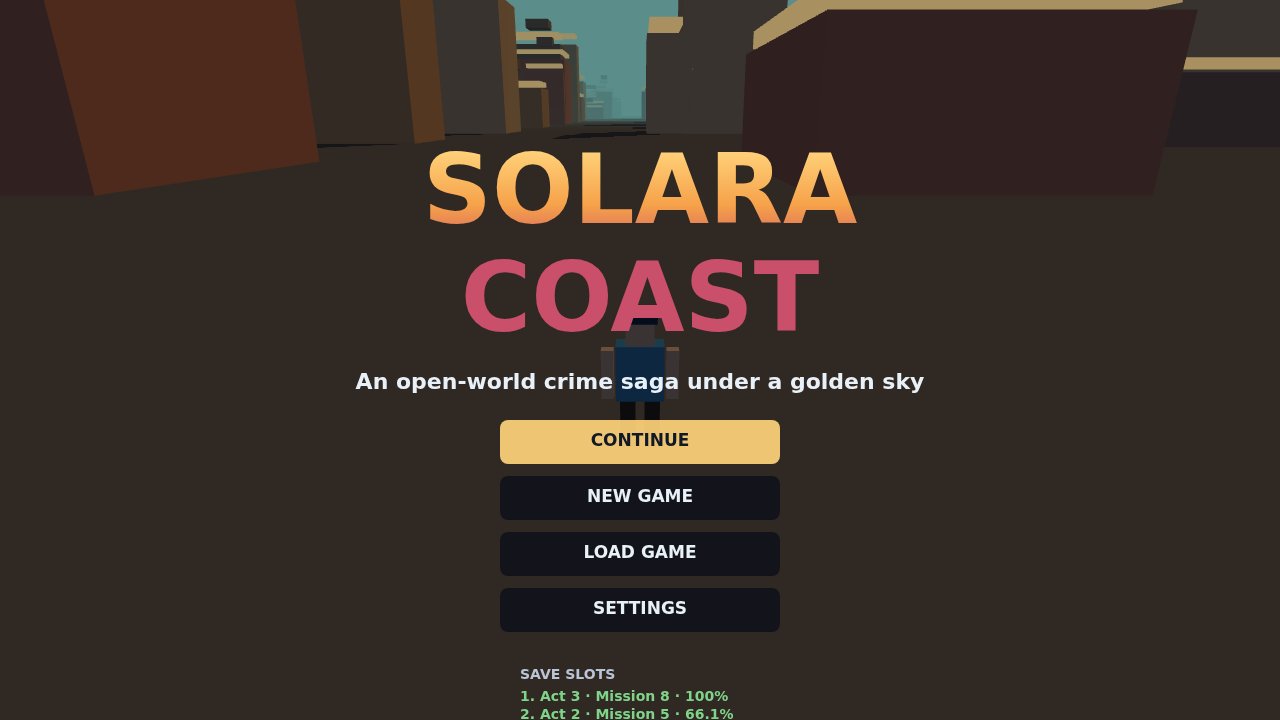 SOLARA
COAST
An open-world crime saga under a golden sky
CONTINUE
NEW GAME
LOAD GAME
SETTINGS
SAVE SLOTS
1. Act 3 · Mission 8 · 100%
2. Act 2 · Mission 5 · 66.1%